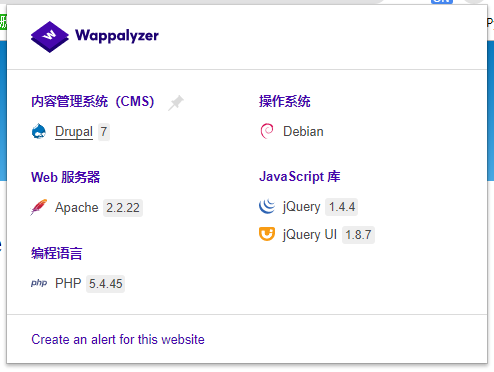 Wappalyzer
内容管理系统（CMS）
Drupal 7
Web 服务器
Apache 2.2.22
编程语言
php PHP 5.4.45
操作系统
Debian
JavaScript 库
jQuery 1.4.4
jQuery UI 1.8.7
Create an alert for this website